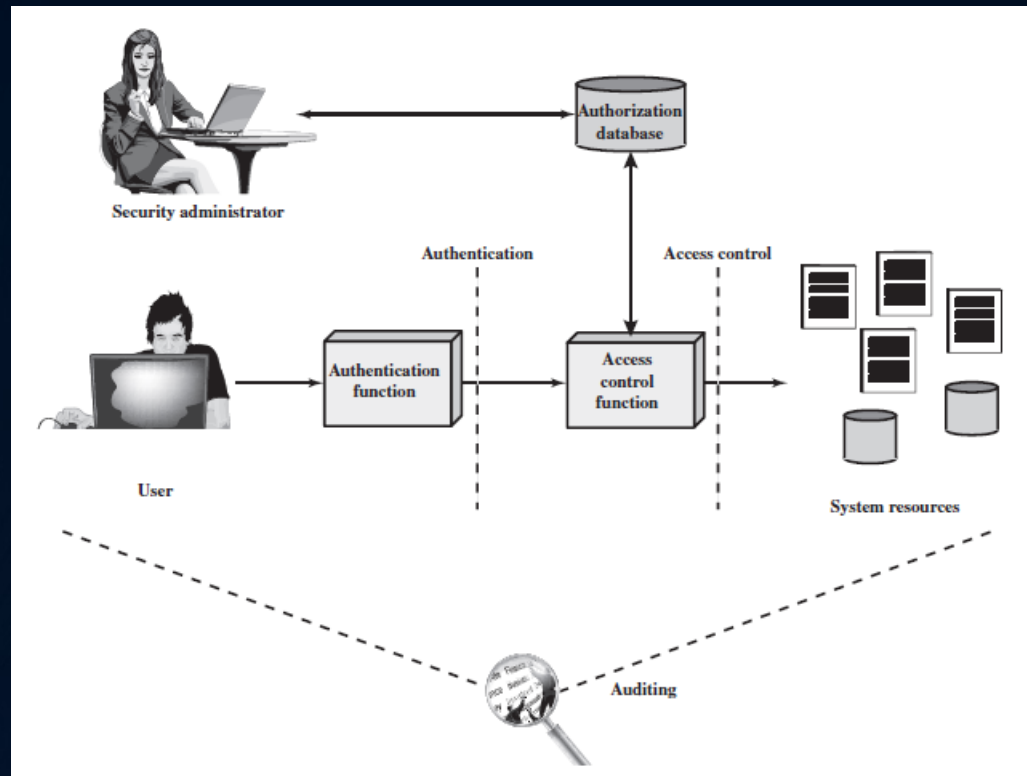 Authorization
database
Security administrator
Authentication
Access control
Authentication
function
Access
control
function
User
System resources
Auditing